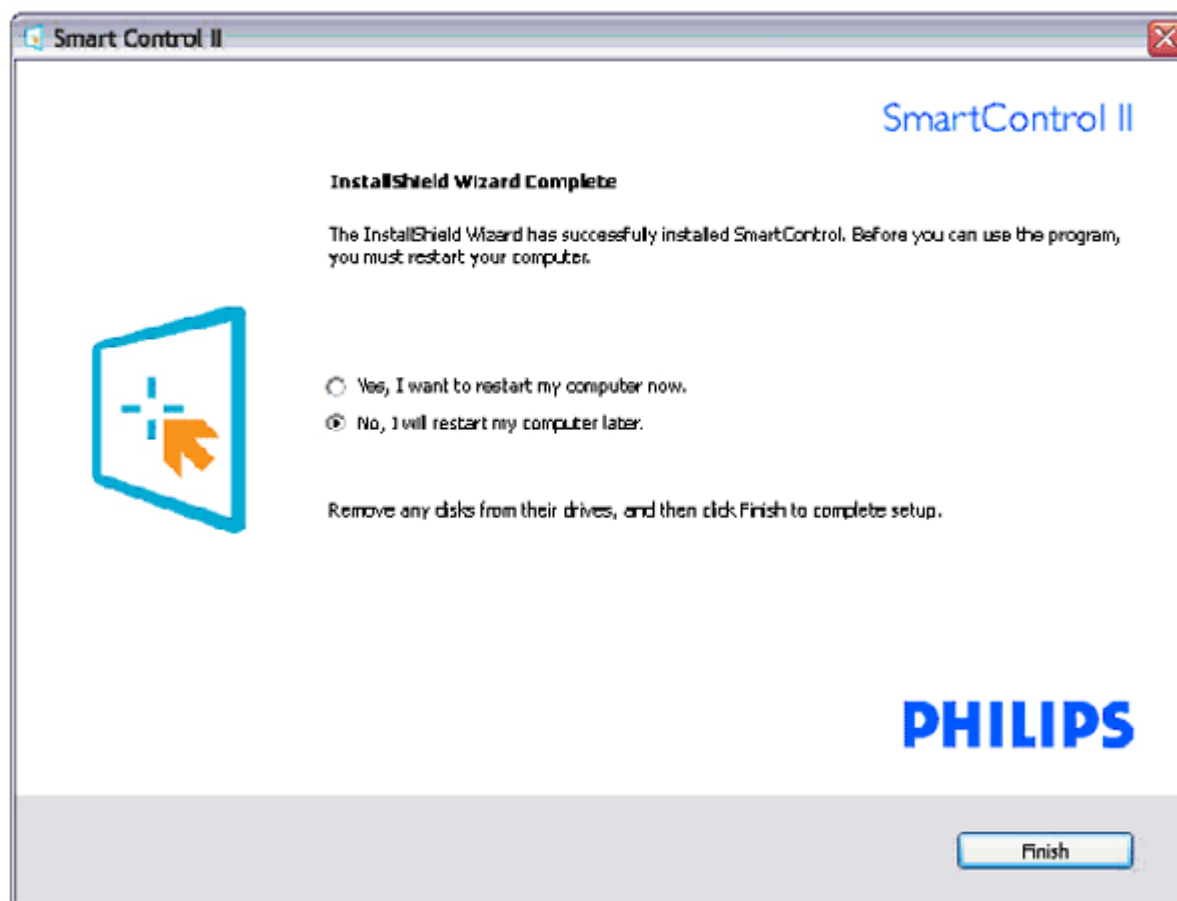 Smart Control II
SmartControl II
InstallShield Wizard Complete
The InstallShield Wizard has successfully installed SmartControl. Before you can use the program,
you must restart your computer.
Yes, I want to restart my computer now.
No, I will restart my computer later.
Remove any disks from their drives, and then click Finish to complete setup.
PHILIPS
Finish